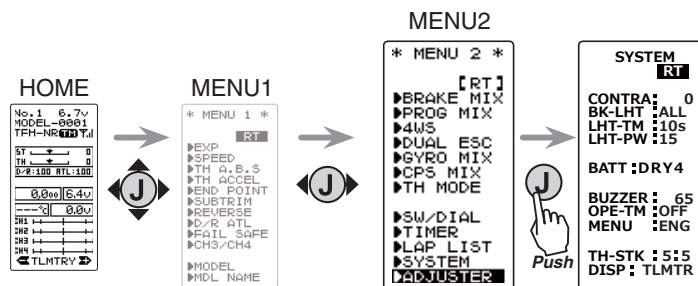 MENU2
HOME
MENU1
No.1 6.7v
MODEL-0001
TFH-NR TM
ST 0
TH 0
D/R:100 ATL:100
0.0v 6.4v
---℃ 0.0v
CH1
CH2
CH3
CH4
TLMTRY
* MENU 1 *
RT
EXP
SPEED
TH A.B.S
TH ACCEL
END POINT
SUBTRIM
REVERSE
D/R ATL
FAIL SAFE
CH3/CH4
MODEL
MDL NAME
J
J
* MENU 2 *
[RT]
BRAKE MIX
PROG MIX
4WS
DUAL ESC
GYRO MIX
CPS MIX
TH MODE
SW/DIAL
TIMER
LAP LIST
SYSTEM
ADJUSTER
J
Push
SYSTEM
RT
CONTRA: 0
BK-LHT :ALL
LHT-TM :10s
LHT-PW:15
BATT :DRY4
BUZZER : 65
OPE-TM :OFF
MENU :ENG
TH-STK :5:5
DISP: TLMTR